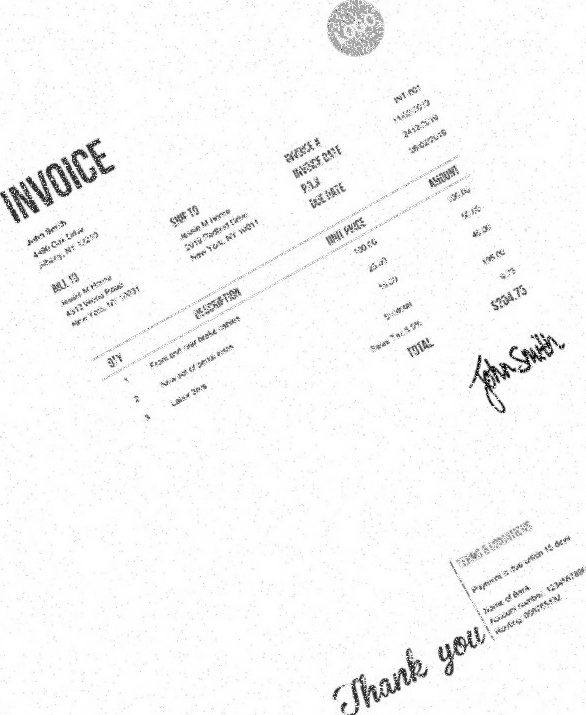 LOGO
INVOICE
John Smith
4490 Oak Drive
Albany, NY 12210
BILL TO
Jessie M Horne
4312 Wood Road
New York, NY 10031
SHIP TO
Jessie M Horne
2019 Redbud Drive
New York, NY 10011
INVOICE # INT-001
INVOICE DATE 11/02/2019
P.O.#
DUE DATE 26/02/2019
QTY DESCRIPTION UNIT PRICE AMOUNT
1 Front and rear brake cables 100.00 100.00
2 New set of pedal arms 25.00 50.00
3 Labor 3hrs 15.00 45.00
Subtotal 195.00
Sales Tax 5.0% 9.75
TOTAL $204.75
John Smith
TERMS & CONDITIONS
Payment is due within 15 days
Name of Bank
Account number:
Routing:
Thank you